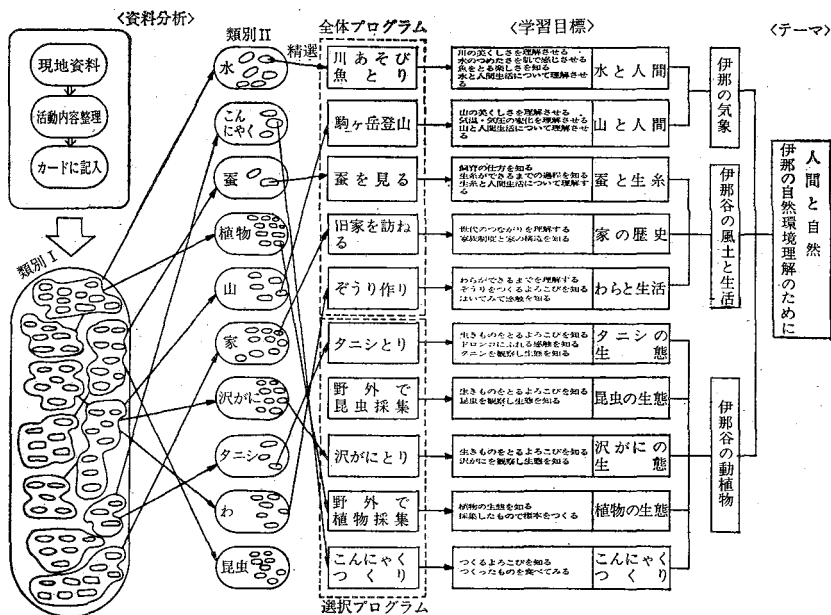 〈資料分析〉
現地資料
活動内容整理
カードに記入
類別Ⅰ
類別Ⅱ
水
こん
にゃく
蚕
植物
山
家
沢がに
タニシ
わ
昆虫
精選
全体プログラム
川あそび
魚とり
駒ヶ岳登山
蚕を見る
旧家を訪ね
る
ぞうり作り
タニシとり
野外で
昆虫採集
沢がにとり
野外で
植物採集
こんにゃく
つくり
選択プログラム
〈学習目標〉
川の美くしさを理解させる
水のつめたさを肌で感じさせる
魚をとる楽しさを知る
水と人間生活について理解させ
る
水と人間
山の美くしさを理解させる
気温・気圧の変化を理解させる
山と人間生活について理解する
山と人間
飼育の仕方を知る
生糸ができるまでの過程を知る
生糸と人間生活について理解す
る
蚕と生糸
世代のつながりを理解する
家族制度と家の構造を知る
家の歴史
わらができるまでを理解する
ぞうりをつくるよろこびを知る
はいてみて感触を知る
わらと生活
生きものをとるよろこびを知る
ドロンコにふれる感触を知る
タニシを観察し生態を知る
タニシの
生態
生きものをとるよろこびを知る
昆虫を観察し生態を知る
昆虫の生態
生きものをとるよろこびを知る
沢がにを観察し生態を知る
沢がにの
生態
植物の生態を知る
採集したもので標本をつくる
植物の生態
つくるよろこびを知る
つくったものを食べてみる
こんにゃく
つくり
〈テーマ〉
伊那の気象
伊那谷の風土と生活
伊那谷の動植物
人間と自然
伊那の自然環境理解のために